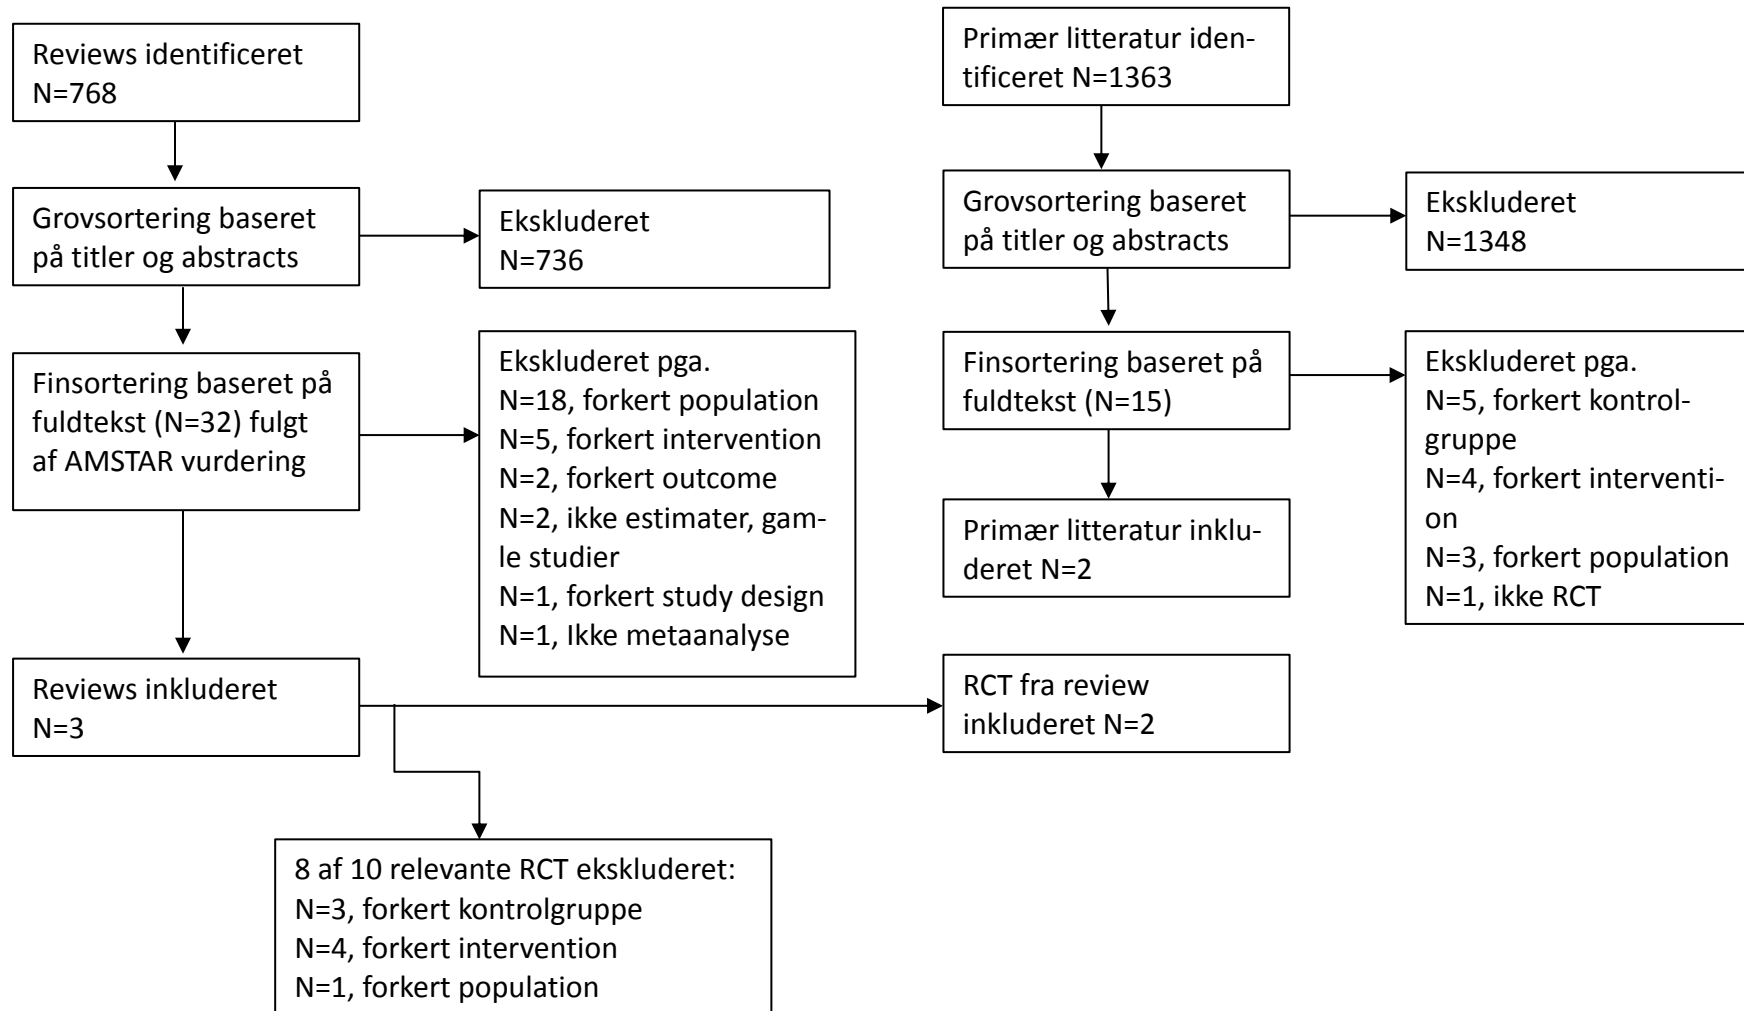 Reviews identificeret
N=768
Grovsortering baseret
på titler og abstracts
Ekskluderet
N=736
Finsortering baseret på
fuldtekst (N=32) fulgt
af AMSTAR vurdering
Ekskluderet pga.
N=18, forkert population
N=5, forkert intervention
N=2, forkert outcome
N=2, ikke estimater, gam-
le studier
N=1, forkert study design
N=1, Ikke metaanalyse
Reviews inkluderet
N=3
8 af 10 relevante RCT ekskluderet:
N=3, forkert kontrolgruppe
N=4, forkert intervention
N=1, forkert population
Primær litteratur iden-
tificeret N=1363
Grovsortering baseret
på titler og abstracts
Ekskluderet
N=1348
Finsortering baseret på
fuldtekst (N=15)
Ekskluderet pga.
N=5, forkert kontrol-
gruppe
N=4, forkert interventi-
on
N=3, forkert population
N=1, ikke RCT
Primær litteratur inklu-
deret N=2
RCT fra review
inkluderet N=2